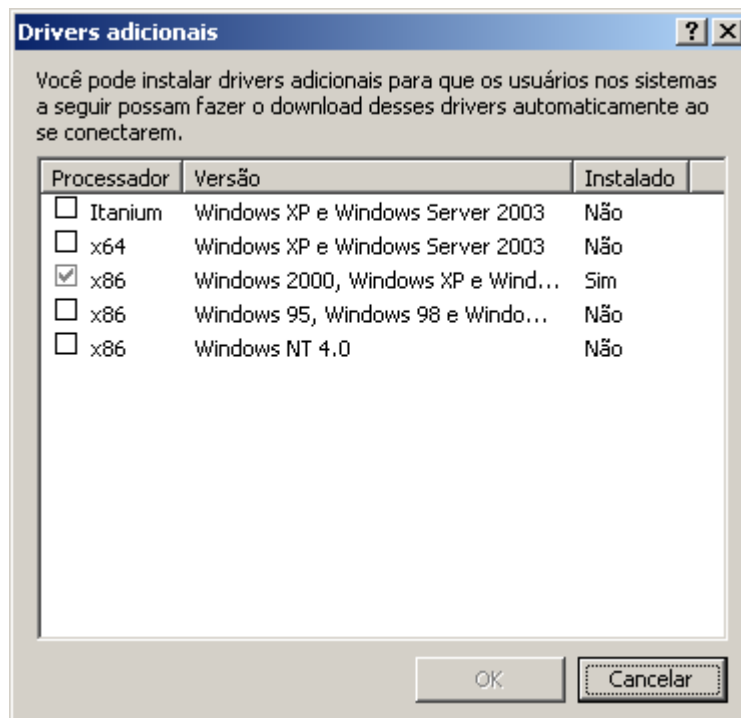 Drivers adicionais
Você pode instalar drivers adicionais para que os usuários nos sistemas
a seguir possam fazer o download desses drivers automaticamente ao
se conectarem.
Processador Versão Instalado
Itanium Windows XP e Windows Server 2003 Não
x64 Windows XP e Windows Server 2003 Não
x86 Windows 2000, Windows XP e Wind... Sim
x86 Windows 95, Windows 98 e Windo... Não
x86 Windows NT 4.0 Não
OK Cancelar